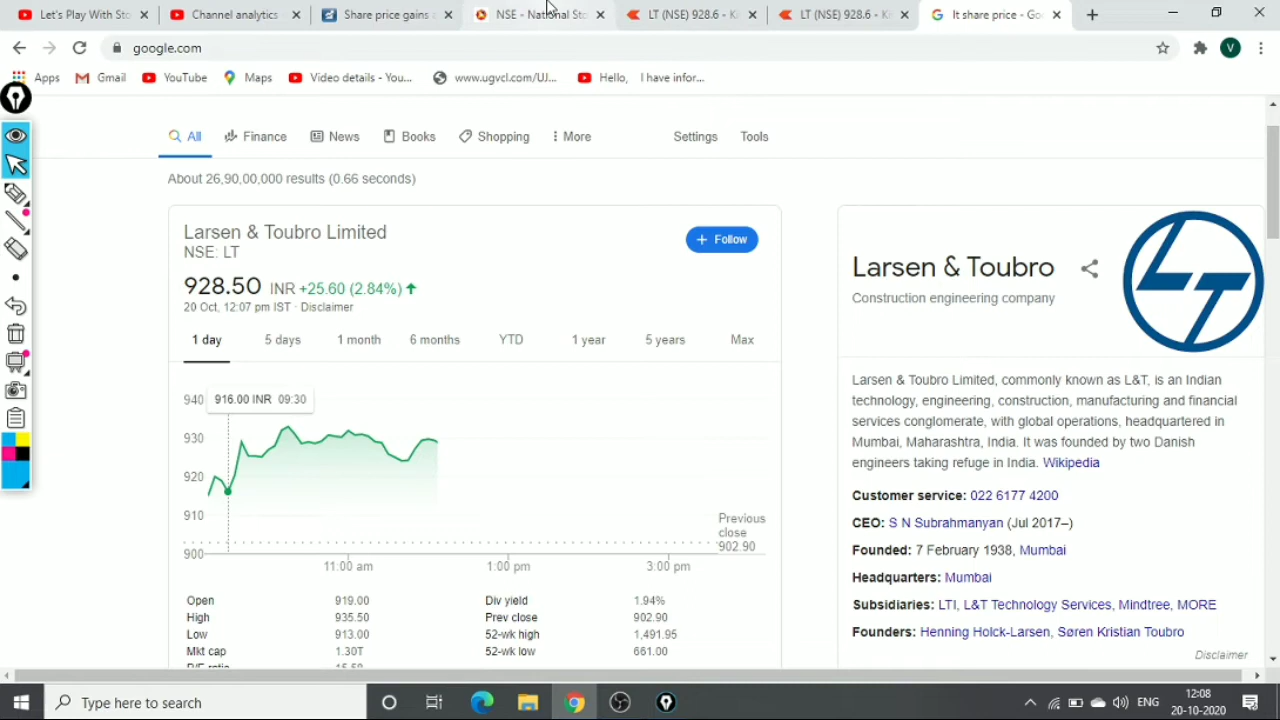 Let's Play With Sto
Channel analytics
Share price gains a
NSE - National Sto
LT (NSE) 928.6 - Ki
LT (NSE) 928.6 - Ki
lt share price - Goo
google.com
V
Apps
Gmail
YouTube
Maps
Video details - You...
www.ugvcl.com/UJ...
Hello, I have infor...
All
Finance
News
Books
Shopping
More
Settings
Tools
About 26,90,00,000 results (0.66 seconds)
Larsen & Toubro Limited
NSE: LT
+ Follow
928.50 INR +25.60 (2.84%)
20 Oct, 12:07 pm IST · Disclaimer
1 day 5 days 1 month 6 months YTD 1 year 5 years Max
916.00 INR 09:30
940
930
920
910
900
Previous
close
902.90
11:00 am 1:00 pm 3:00 pm
Open 919.00 Div yield 1.94%
High 935.50 Prev close 902.90
Low 913.00 52-wk high 1,491.95
Mkt cap 1.30T 52-wk low 661.00
P/E ratio 15.50
Larsen & Toubro
Construction engineering company
LT
Larsen & Toubro Limited, commonly known as L&T, is an Indian
technology, engineering, construction, manufacturing and financial
services conglomerate, with global operations, headquartered in
Mumbai, Maharashtra, India. It was founded by two Danish
engineers taking refuge in India. Wikipedia
Customer service: 022 6177 4200
CEO: S N Subrahmanyan (Jul 2017–)
Founded: 7 February 1938, Mumbai
Headquarters: Mumbai
Subsidiaries: LTI, L&T Technology Services, Mindtree, MORE
Founders: Henning Holck-Larsen, Søren Kristian Toubro
Disclaimer
Type here to search
ENG
12:08
20-10-2020